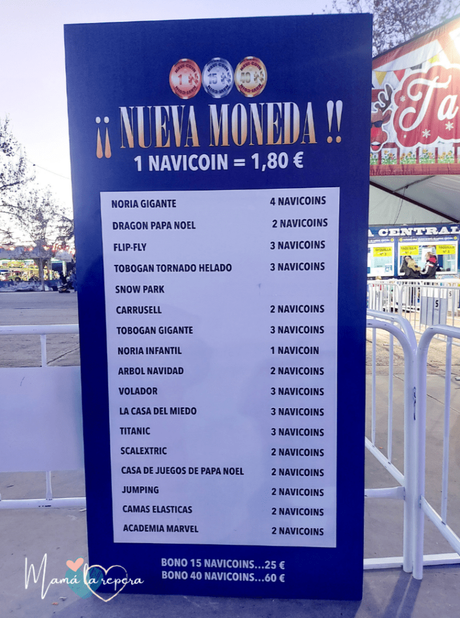 ¡¡ NUEVA MONEDA !!
1 NAVICOIN = 1,80 €
NORIA GIGANTE 4 NAVICOINS
DRAGON PAPA NOEL 2 NAVICOINS
FLIP-FLY 3 NAVICOINS
TOBOGAN TORNADO HELADO 3 NAVICOINS
SNOW PARK
CARRUSELL 2 NAVICOINS
TOBOGAN GIGANTE 3 NAVICOINS
NORIA INFANTIL 1 NAVICOIN
ARBOL NAVIDAD 2 NAVICOINS
VOLADOR 3 NAVICOINS
LA CASA DEL MIEDO 3 NAVICOINS
TITANIC 3 NAVICOINS
SCALEXTRIC 2 NAVICOINS
CASA DE JUEGOS DE PAPA NOEL 2 NAVICOINS
JUMPING 2 NAVICOINS
CAMAS ELASTICAS 2 NAVICOINS
ACADEMIA MARVEL 2 NAVICOINS
BONO 15 NAVICOINS...25 €
BONO 40 NAVICOINS...60 €
Ta
CENTRAL
5
Mamá la repera